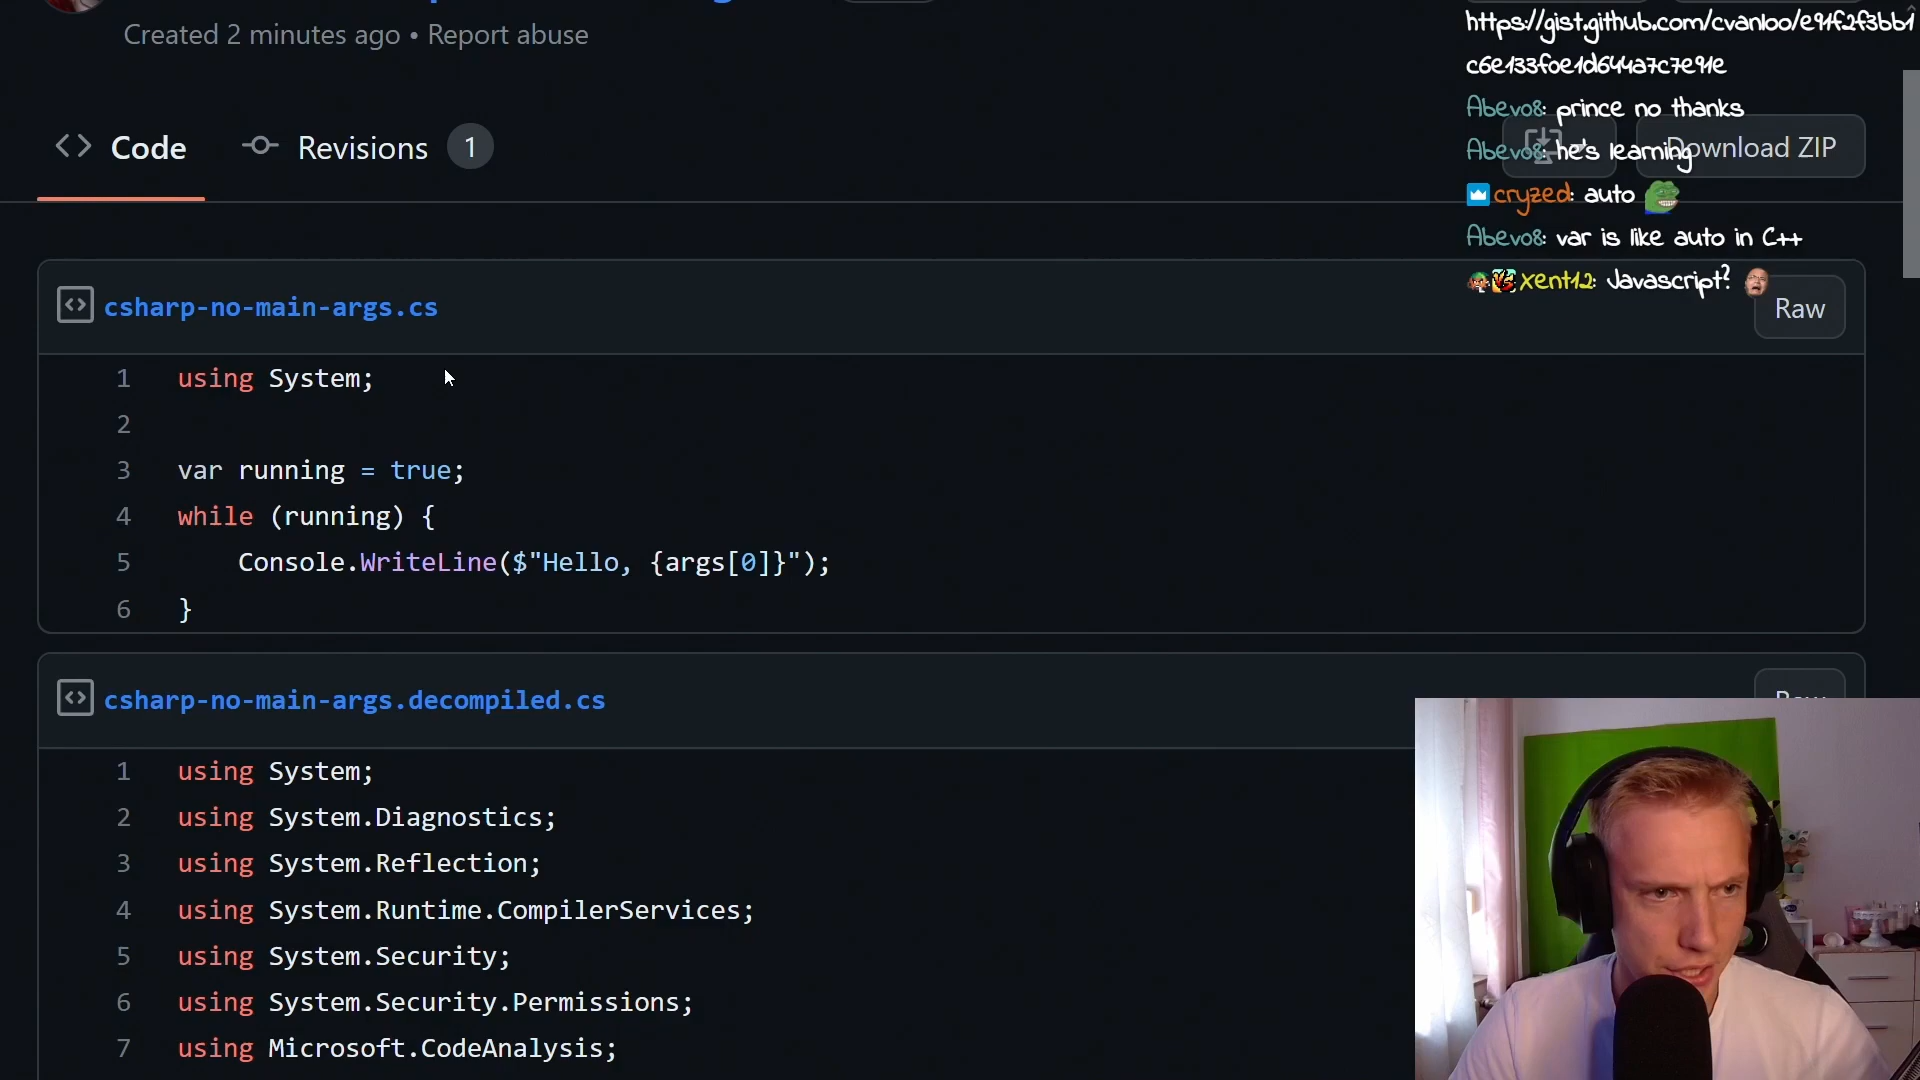 Created 2 minutes ago • Report abuse
https://gist.github.com/cvanloo/e91f2f3bb1
c6e133f0e1d644a7c7e91e
Abevo8: prince no thanks
Abevo8: he's learning
cryzed: auto
Abevo8: var is like auto in C++
xent12: Javascript?
Code
Revisions 1
Download ZIP
csharp-no-main-args.cs
Raw
1 using System;
2
3 var running = true;
4 while (running) {
5 Console.WriteLine($"Hello, {args[0]}");
6 }
csharp-no-main-args.decompiled.cs
Raw
1 using System;
2 using System.Diagnostics;
3 using System.Reflection;
4 using System.Runtime.CompilerServices;
5 using System.Security;
6 using System.Security.Permissions;
7 using Microsoft.CodeAnalysis;